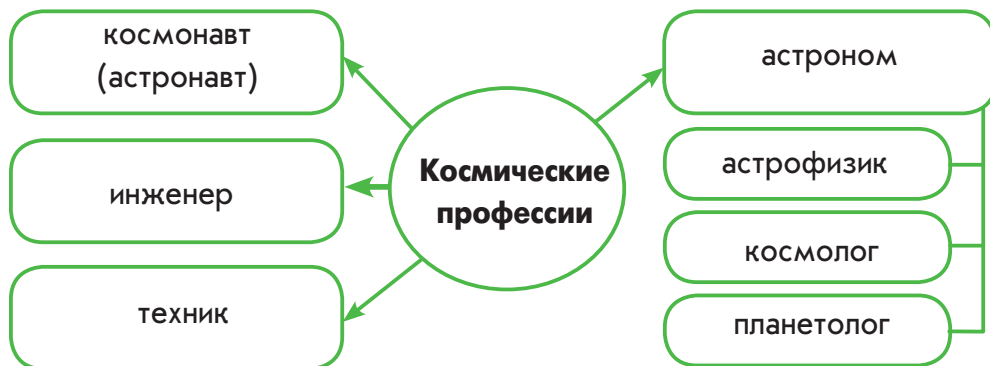 космонавт
(астронавт)
инженер
техник
Космические
профессии
астроном
астрофизик
космолог
планетолог